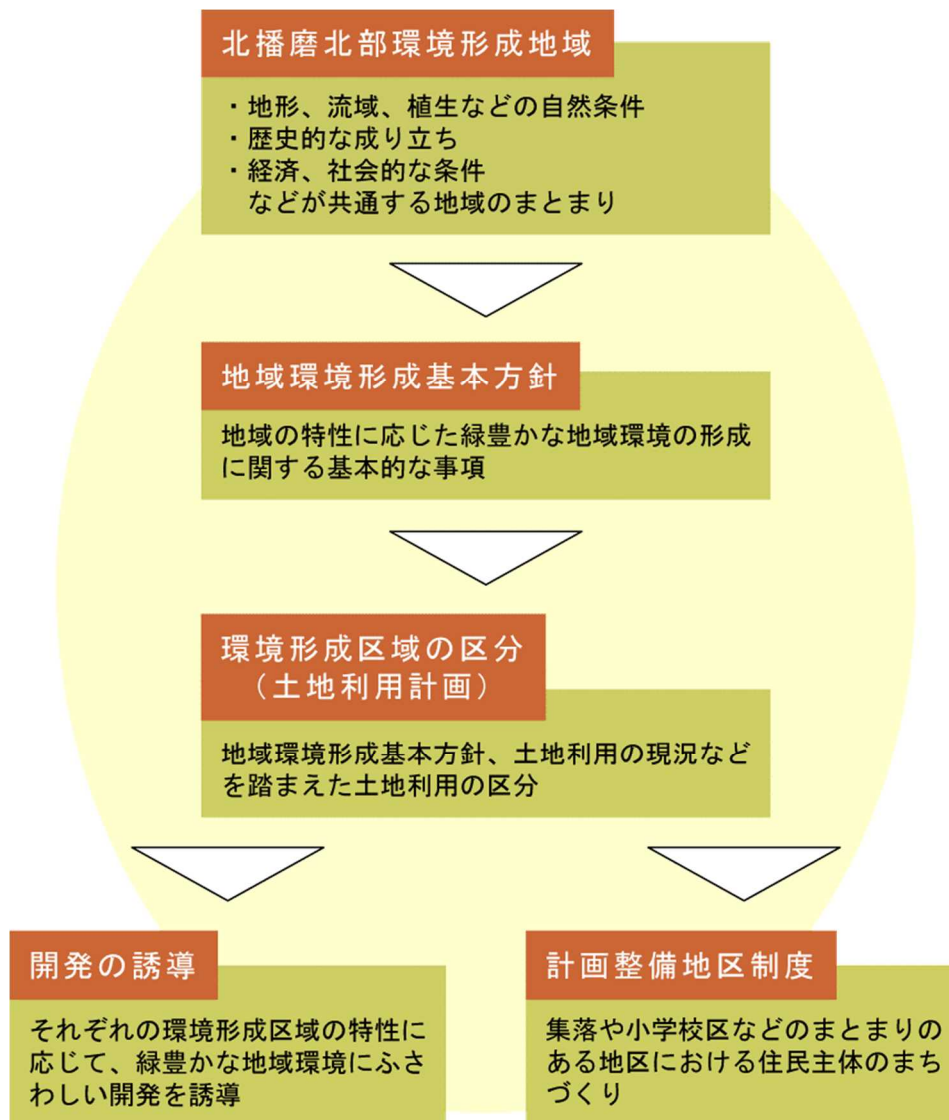 北播磨北部環境形成地域
・地形、流域、植生などの自然条件
・歴史的な成り立ち
・経済、社会的な条件
などが共通する地域のまとまり
地域環境形成基本方針
地域の特性に応じた緑豊かな地域環境の形成
に関する基本的な事項
環境形成区域の区分
（土地利用計画）
地域環境形成基本方針、土地利用の現況など
を踏まえた土地利用の区分
開発の誘導
それぞれの環境形成区域の特性に
応じて、緑豊かな地域環境にふさ
わしい開発を誘導
計画整備地区制度
集落や小学校区などのまとまりの
ある地区における住民主体のまち
づくり